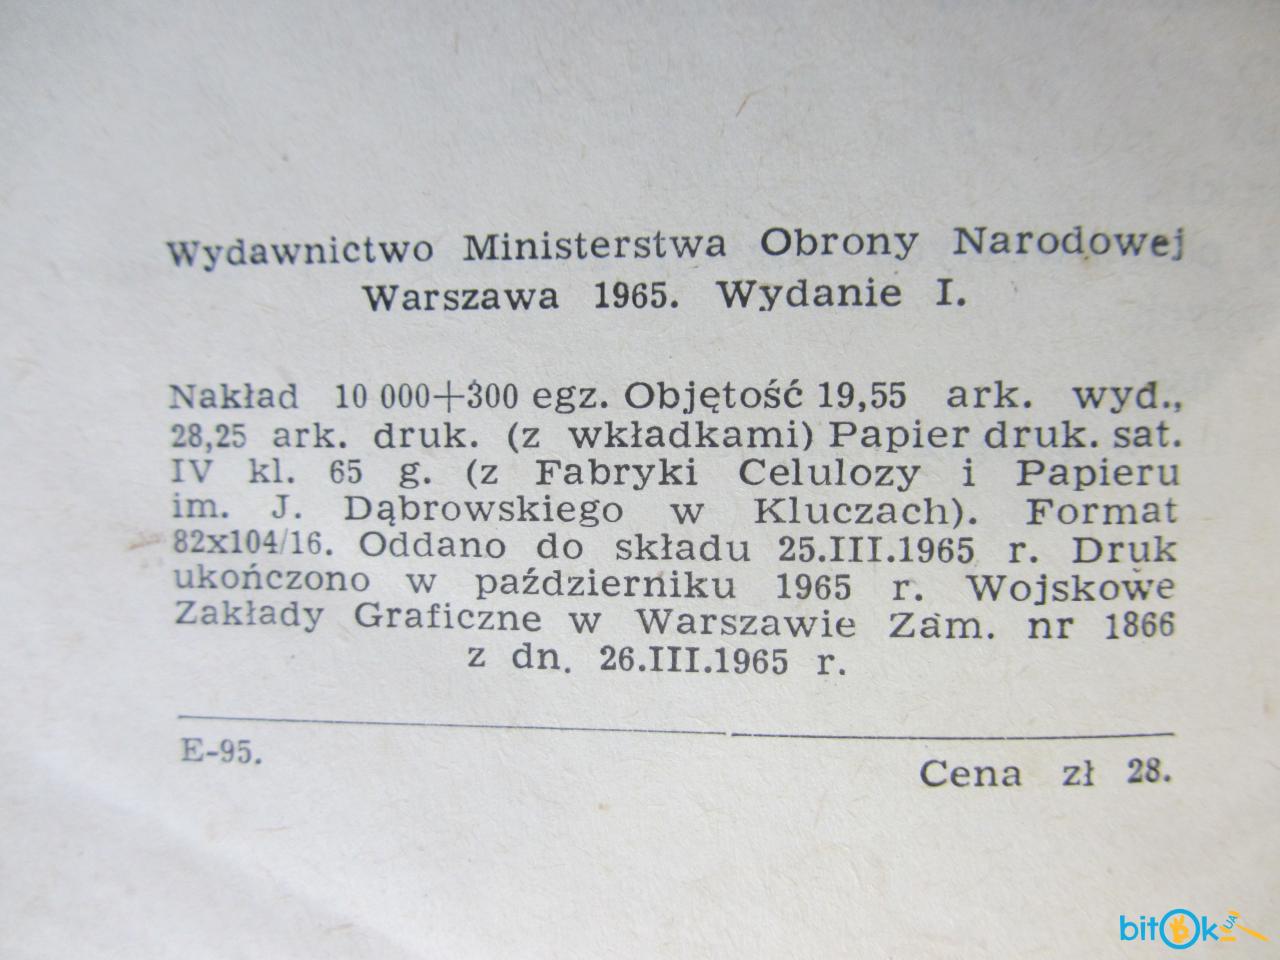 Wydawnictwo Ministerstwa Obrony Narodowej
Warszawa 1965. Wydanie I.
Nakład 10 000+300 egz. Objętość 19,55 ark. wyd.,
28,25 ark. druk. (z wkładkami) Papier druk. sat.
IV kl. 65 g. (z Fabryki Celulozy i Papieru
im. J. Dąbrowskiego w Kluczach). Format
82x104/16. Oddano do składu 25.III.1965 r. Druk
ukończono w październiku 1965 r. Wojskowe
Zakłady Graficzne w Warszawie Zam. nr 1866
z dn. 26.III.1965 r.
E-95.
Cena zł 28.
bitOk UA